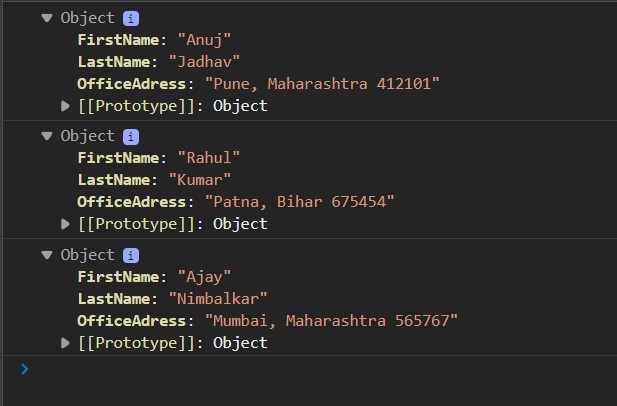 ▼ Object i
FirstName: "Anuj"
LastName: "Jadhav"
OfficeAdress: "Pune, Maharashtra 412101"
▶ [[Prototype]]: Object
▼ Object i
FirstName: "Rahul"
LastName: "Kumar"
OfficeAdress: "Patna, Bihar 675454"
▶ [[Prototype]]: Object
▼ Object i
FirstName: "Ajay"
LastName: "Nimbalkar"
OfficeAdress: "Mumbai, Maharashtra 565767"
▶ [[Prototype]]: Object
>